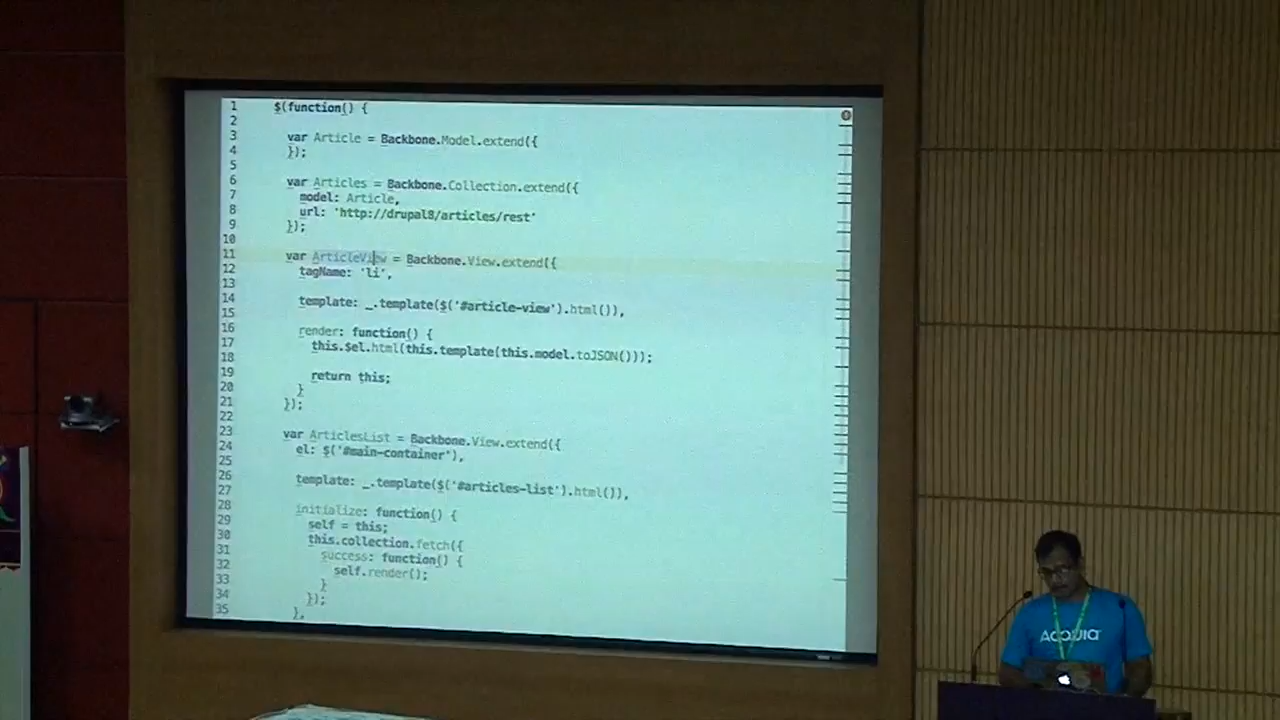 1 $(function() {
2
3 var Article = Backbone.Model.extend({
4 });
5
6 var Articles = Backbone.Collection.extend({
7 model: Article,
8 url: 'http://drupal8/articles/rest'
9 });
10
11 var ArticleView = Backbone.View.extend({
12 tagName: 'li',
13
14 template: _.template($('#article-view').html()),
15
16 render: function() {
17 this.$el.html(this.template(this.model.toJSON()));
18
19 return this;
20 }
21 });
22
23 var ArticlesList = Backbone.View.extend({
24 el: $('#main-container'),
25
26 template: _.template($('#articles-list').html()),
27
28 initialize: function() {
29 self = this;
30 this.collection.fetch({
31 success: function() {
32 self.render();
33 }
34 });
35 },
ACQUIA